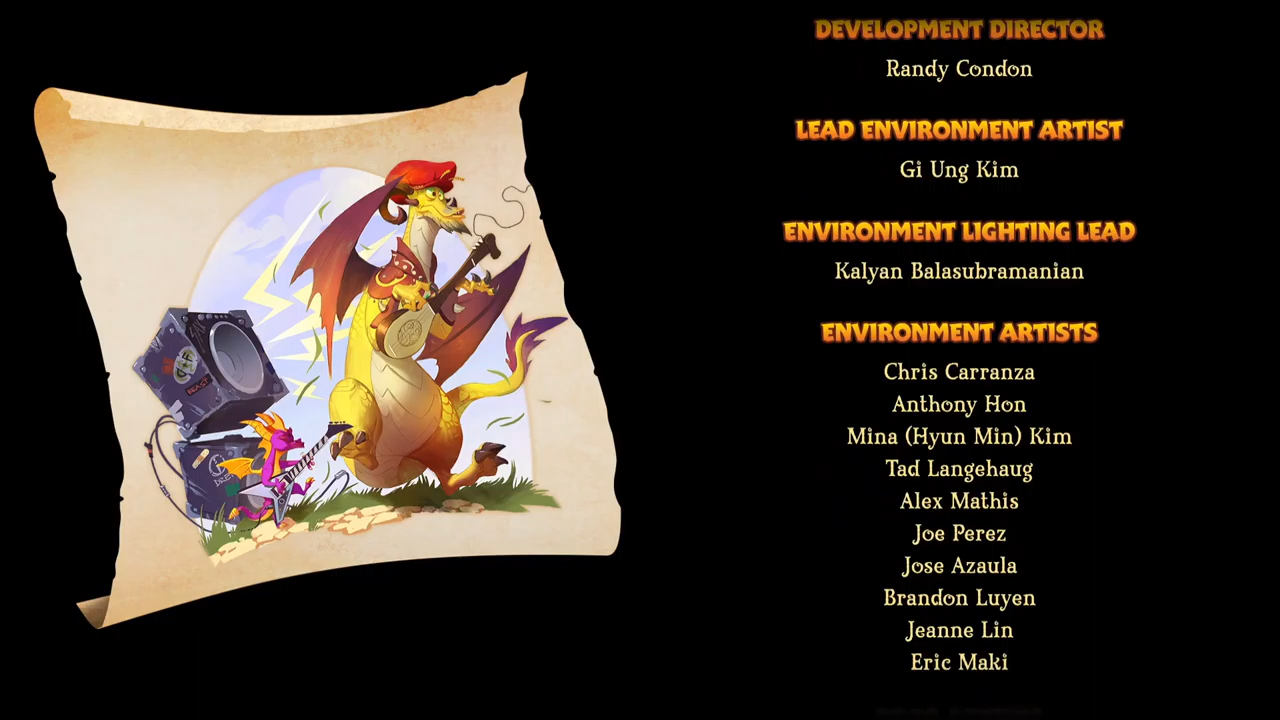 DEVELOPMENT DIRECTOR
Randy Condon
LEAD ENVIRONMENT ARTIST
Gi Ung Kim
ENVIRONMENT LIGHTING LEAD
Kalyan Balasubramanian
ENVIRONMENT ARTISTS
Chris Carranza
Anthony Hon
Mina (Hyun Min) Kim
Tad Langehaug
Alex Mathis
Joe Perez
Jose Azaula
Brandon Luyen
Jeanne Lin
Eric Maki